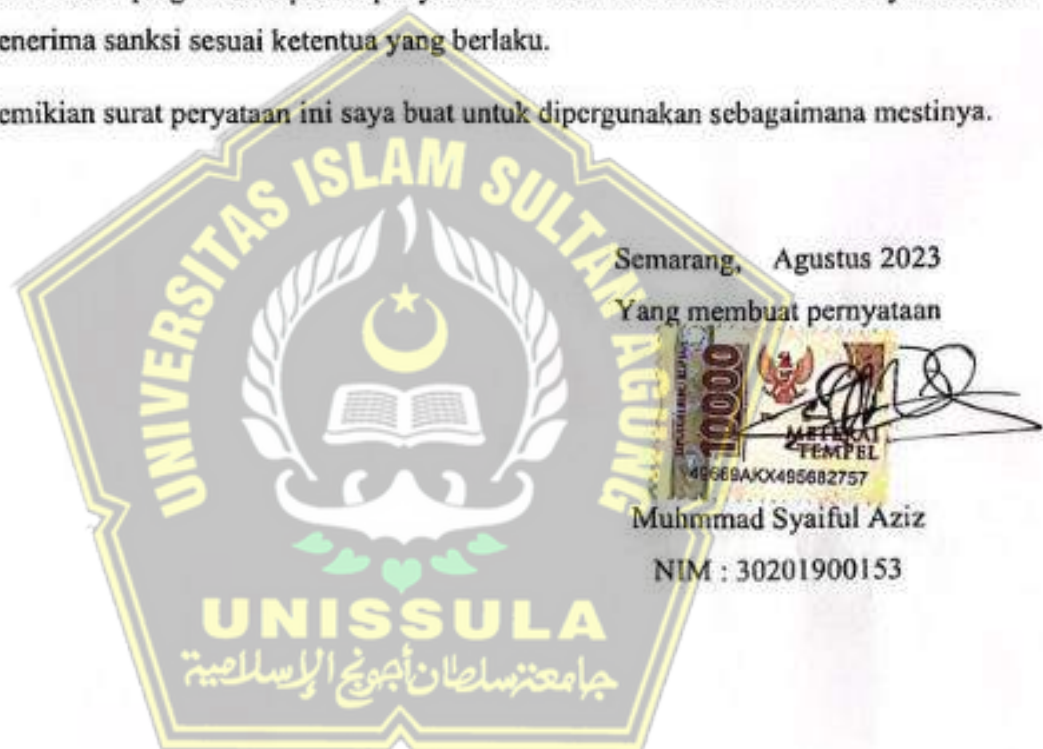 enerima sanksi sesuai ketentua yang berlaku.
emikian surat peryataan ini saya buat untuk dipergunakan sebagaimana mestinya.
UNIVERSITAS ISLAM SULTAN AGUNG
Semarang, Agustus 2023
Yang membuat pernyataan
10000
METERAI
TEMPEL
49669AKX495682757
Muhmmad Syaiful Aziz
NIM : 30201900153
UNISSULA
جامعة سلطان أجونج الإسلامية